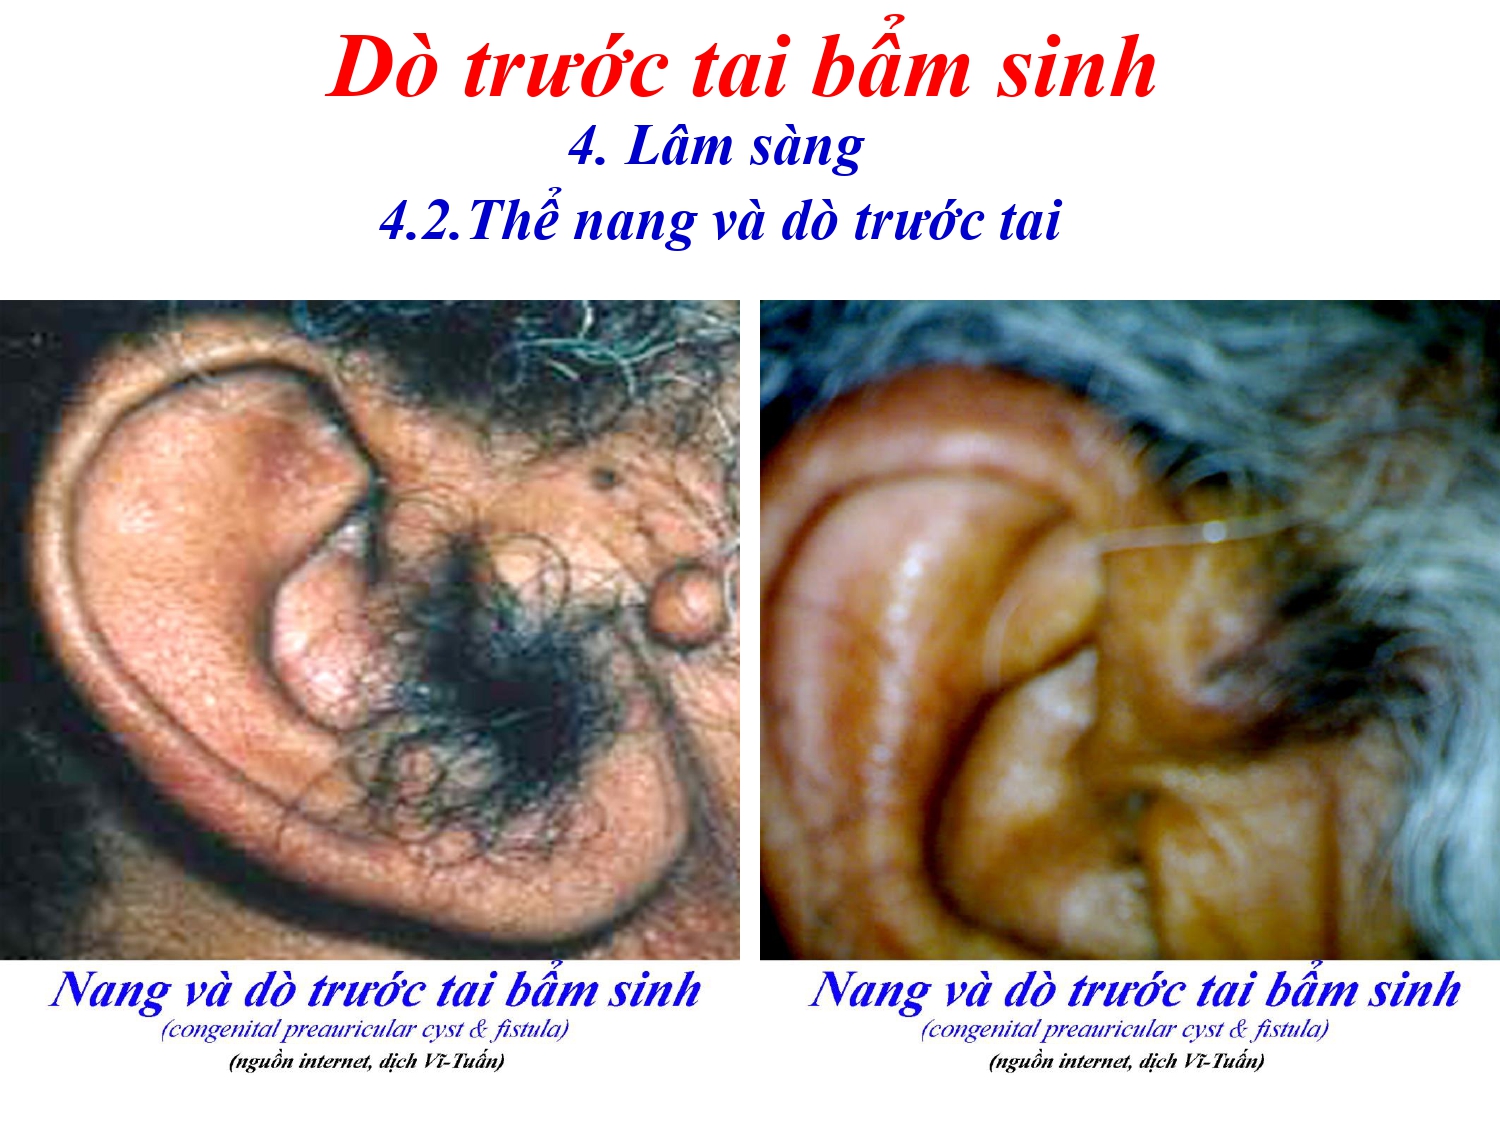 Dò trước tai bẩm sinh
4. Lâm sàng
4.2.Thể nang và dò trước tai
Nang và dò trước tai bẩm sinh
(congenital preauricular cyst & fistula)
(nguồn internet, dịch Vĩ-Tuấn)
Nang và dò trước tai bẩm sinh
(congenital preauricular cyst & fistula)
(nguồn internet, dịch Vĩ-Tuấn)